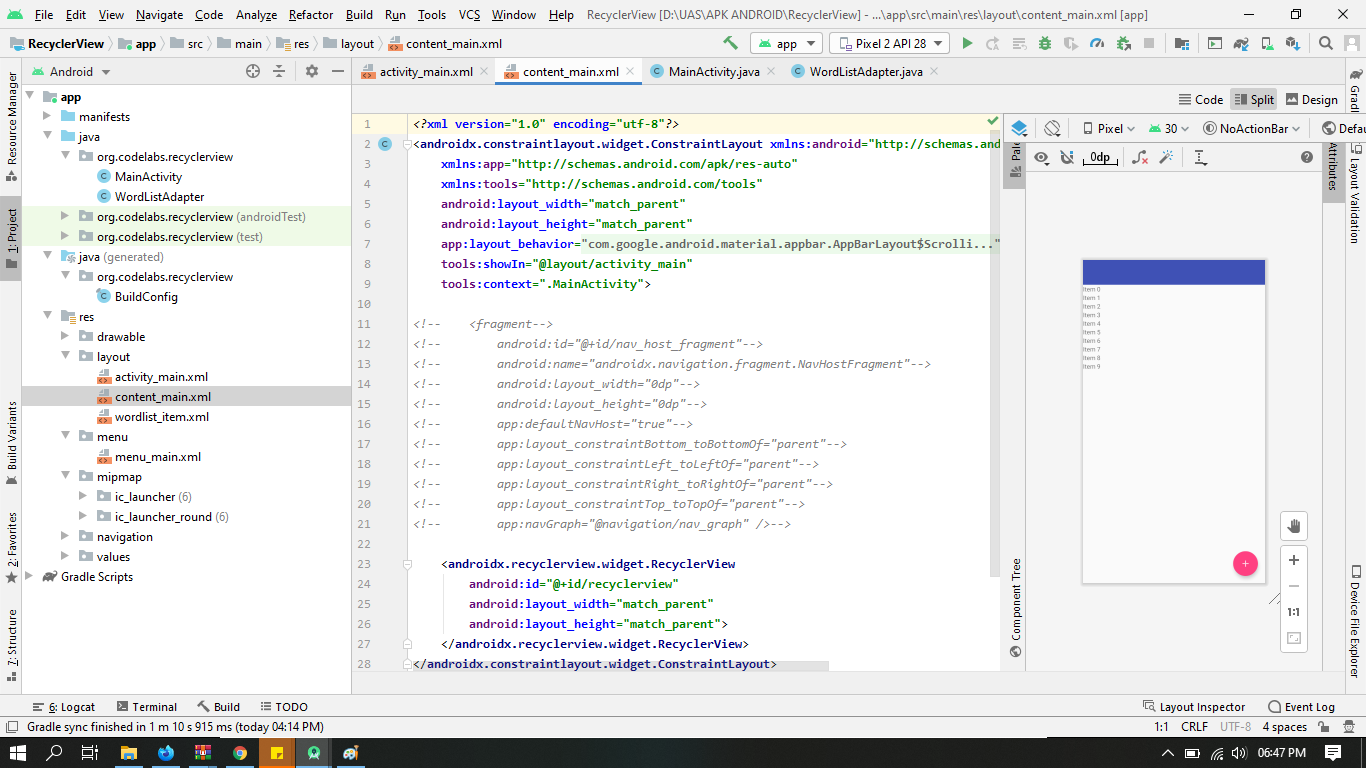 File Edit View Navigate Code Analyze Refactor Build Run Tools VCS Window Help RecyclerView [D:\UAS\APK ANDROID\RecyclerView] - ...\app\src\main\res\layout\content_main.xml [app]
RecyclerView app src main res layout content_main.xml app Pixel 2 API 28
Android activity_main.xml content_main.xml MainActivity.java WordListAdapter.java
Code Split Design
Resource Manager
1: Project
Build Variants
2: Favorites
7: Structure
app
manifests
java
org.codelabs.recyclerview
MainActivity
WordListAdapter
org.codelabs.recyclerview (androidTest)
org.codelabs.recyclerview (test)
java (generated)
org.codelabs.recyclerview
BuildConfig
res
drawable
layout
activity_main.xml
content_main.xml
wordlist_item.xml
menu
menu_main.xml
mipmap
ic_launcher (6)
ic_launcher_round (6)
navigation
values
Gradle Scripts
1 <?xml version="1.0" encoding="utf-8"?>
2 <androidx.constraintlayout.widget.ConstraintLayout xmlns:android="http://schemas.and
3 xmlns:app="http://schemas.android.com/apk/res-auto"
4 xmlns:tools="http://schemas.android.com/tools"
5 android:layout_width="match_parent"
6 android:layout_height="match_parent"
7 app:layout_behavior="com.google.android.material.appbar.AppBarLayout$Scrolli..."
8 tools:showIn="@layout/activity_main"
9 tools:context=".MainActivity">
10
11 <!-- <fragment-->
12 <!-- android:id="@+id/nav_host_fragment"-->
13 <!-- android:name="androidx.navigation.fragment.NavHostFragment"-->
14 <!-- android:layout_width="0dp"-->
15 <!-- android:layout_height="0dp"-->
16 <!-- app:defaultNavHost="true"-->
17 <!-- app:layout_constraintBottom_toBottomOf="parent"-->
18 <!-- app:layout_constraintLeft_toLeftOf="parent"-->
19 <!-- app:layout_constraintRight_toRightOf="parent"-->
20 <!-- app:layout_constraintTop_toTopOf="parent"-->
21 <!-- app:navGraph="@navigation/nav_graph" />-->
22
23 <androidx.recyclerview.widget.RecyclerView
24 android:id="@+id/recyclerview"
25 android:layout_width="match_parent"
26 android:layout_height="match_parent">
27 </androidx.recyclerview.widget.RecyclerView>
28 </androidx.constraintlayout.widget.ConstraintLayout>
Pixel 30 NoActionBar Defau
0dp
Pale
Component Tree
Item 0
Item 1
Item 2
Item 3
Item 4
Item 5
Item 6
Item 7
Item 8
Item 9
1:1
Attributes
Gradle
Layout Validation
Device File Explorer
6: Logcat Terminal Build TODO Layout Inspector Event Log
Gradle sync finished in 1 m 10 s 915 ms (today 04:14 PM) 1:1 CRLF UTF-8 4 spaces
06:47 PM